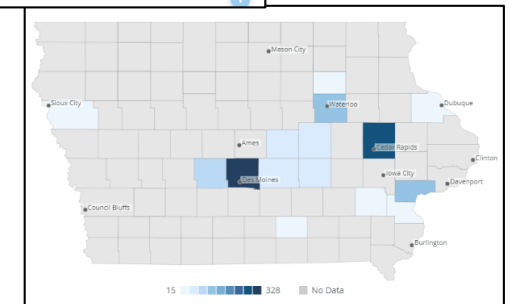 Mason City
Sioux City
Waterloo
Dubuque
Ames
Cedar Rapids
Clinton
Des Moines
Iowa City
Davenport
Council Bluffs
Burlington
15 328 No Data